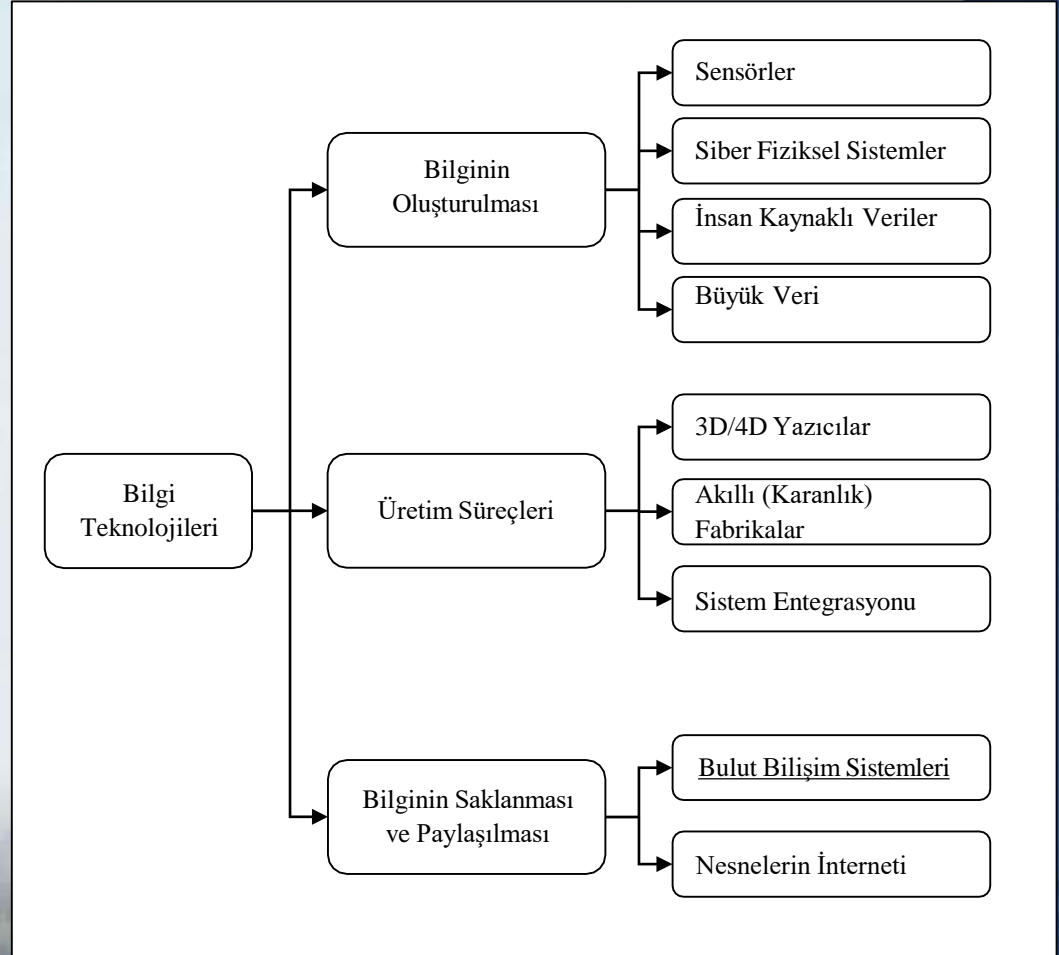 Bilgi
Teknolojileri
Bilginin
Oluşturulması
Sensörler
Siber Fiziksel Sistemler
İnsan Kaynaklı Veriler
Büyük Veri
Üretim Süreçleri
3D/4D Yazıcılar
Akıllı (Karanlık)
Fabrikalar
Sistem Entegrasyonu
Bilginin Saklanması
ve Paylaşılması
Bulut Bilişim Sistemleri
Nesnelerin İnterneti